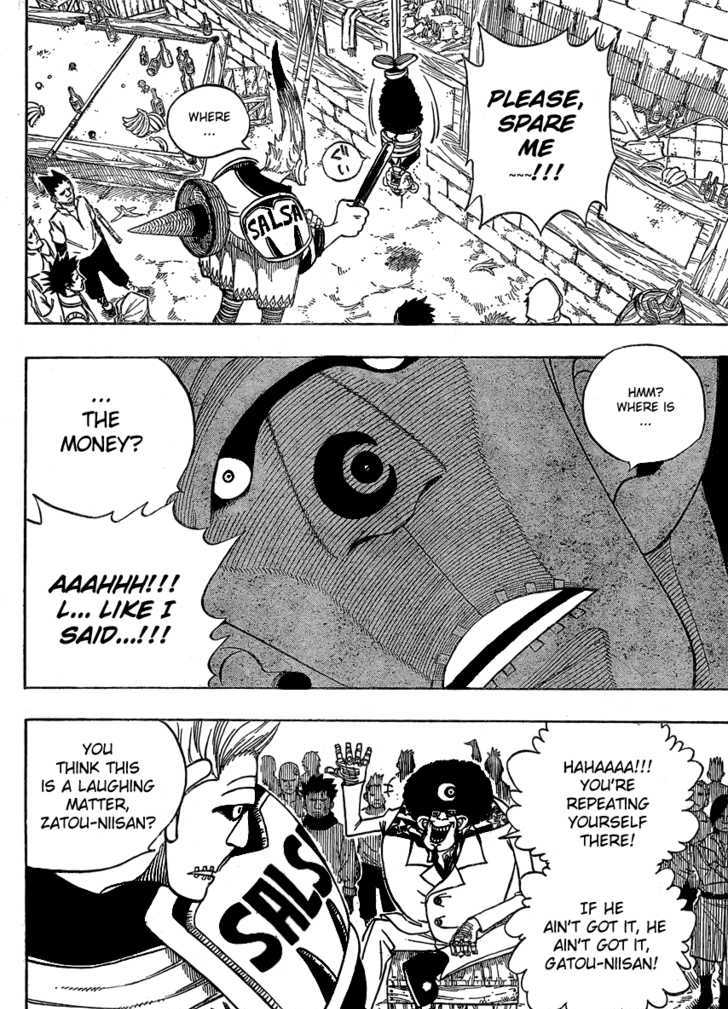 PLEASE,
SPARE
ME
~~~!!!
WHERE
...
SALSA
HMM?
WHERE IS
...
...
THE
MONEY?
AAAHHH!!!
L... LIKE I
SAID...!!!
HAHAAAA!!!
YOU'RE
REPEATING
YOURSELF
THERE!
IF HE
AIN'T GOT IT, HE
AIN'T GOT IT,
GATOU-NIISAN!
YOU
THINK THIS
IS A LAUGHING
MATTER,
ZATOU-NIISAN?
SALS